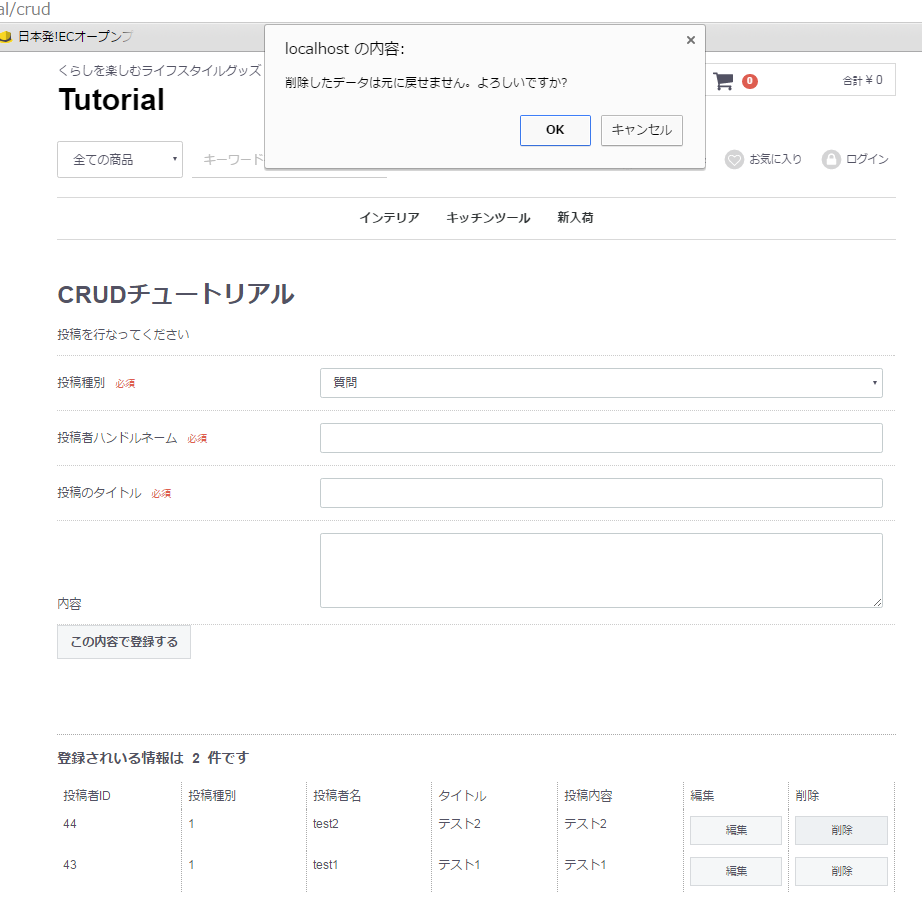 al/crud
日本発!ECオープンプ
localhost の内容:
×
削除したデータは元に戻せません。よろしいですか?
OK キャンセル
くらしを楽しむライフスタイルグッズ
Tutorial
0 合計 ¥ 0
全ての商品 キーワード お気に入り ログイン
インテリア キッチンツール 新入荷
CRUDチュートリアル
投稿を行なってください
投稿種別 必須 質問
投稿者ハンドルネーム 必須
投稿のタイトル 必須
内容
この内容で登録する
登録されいる情報は 2 件です
投稿者ID 投稿種別 投稿者名 タイトル 投稿内容 編集 削除
44 1 test2 テスト2 テスト2 編集 削除
43 1 test1 テスト1 テスト1 編集 削除